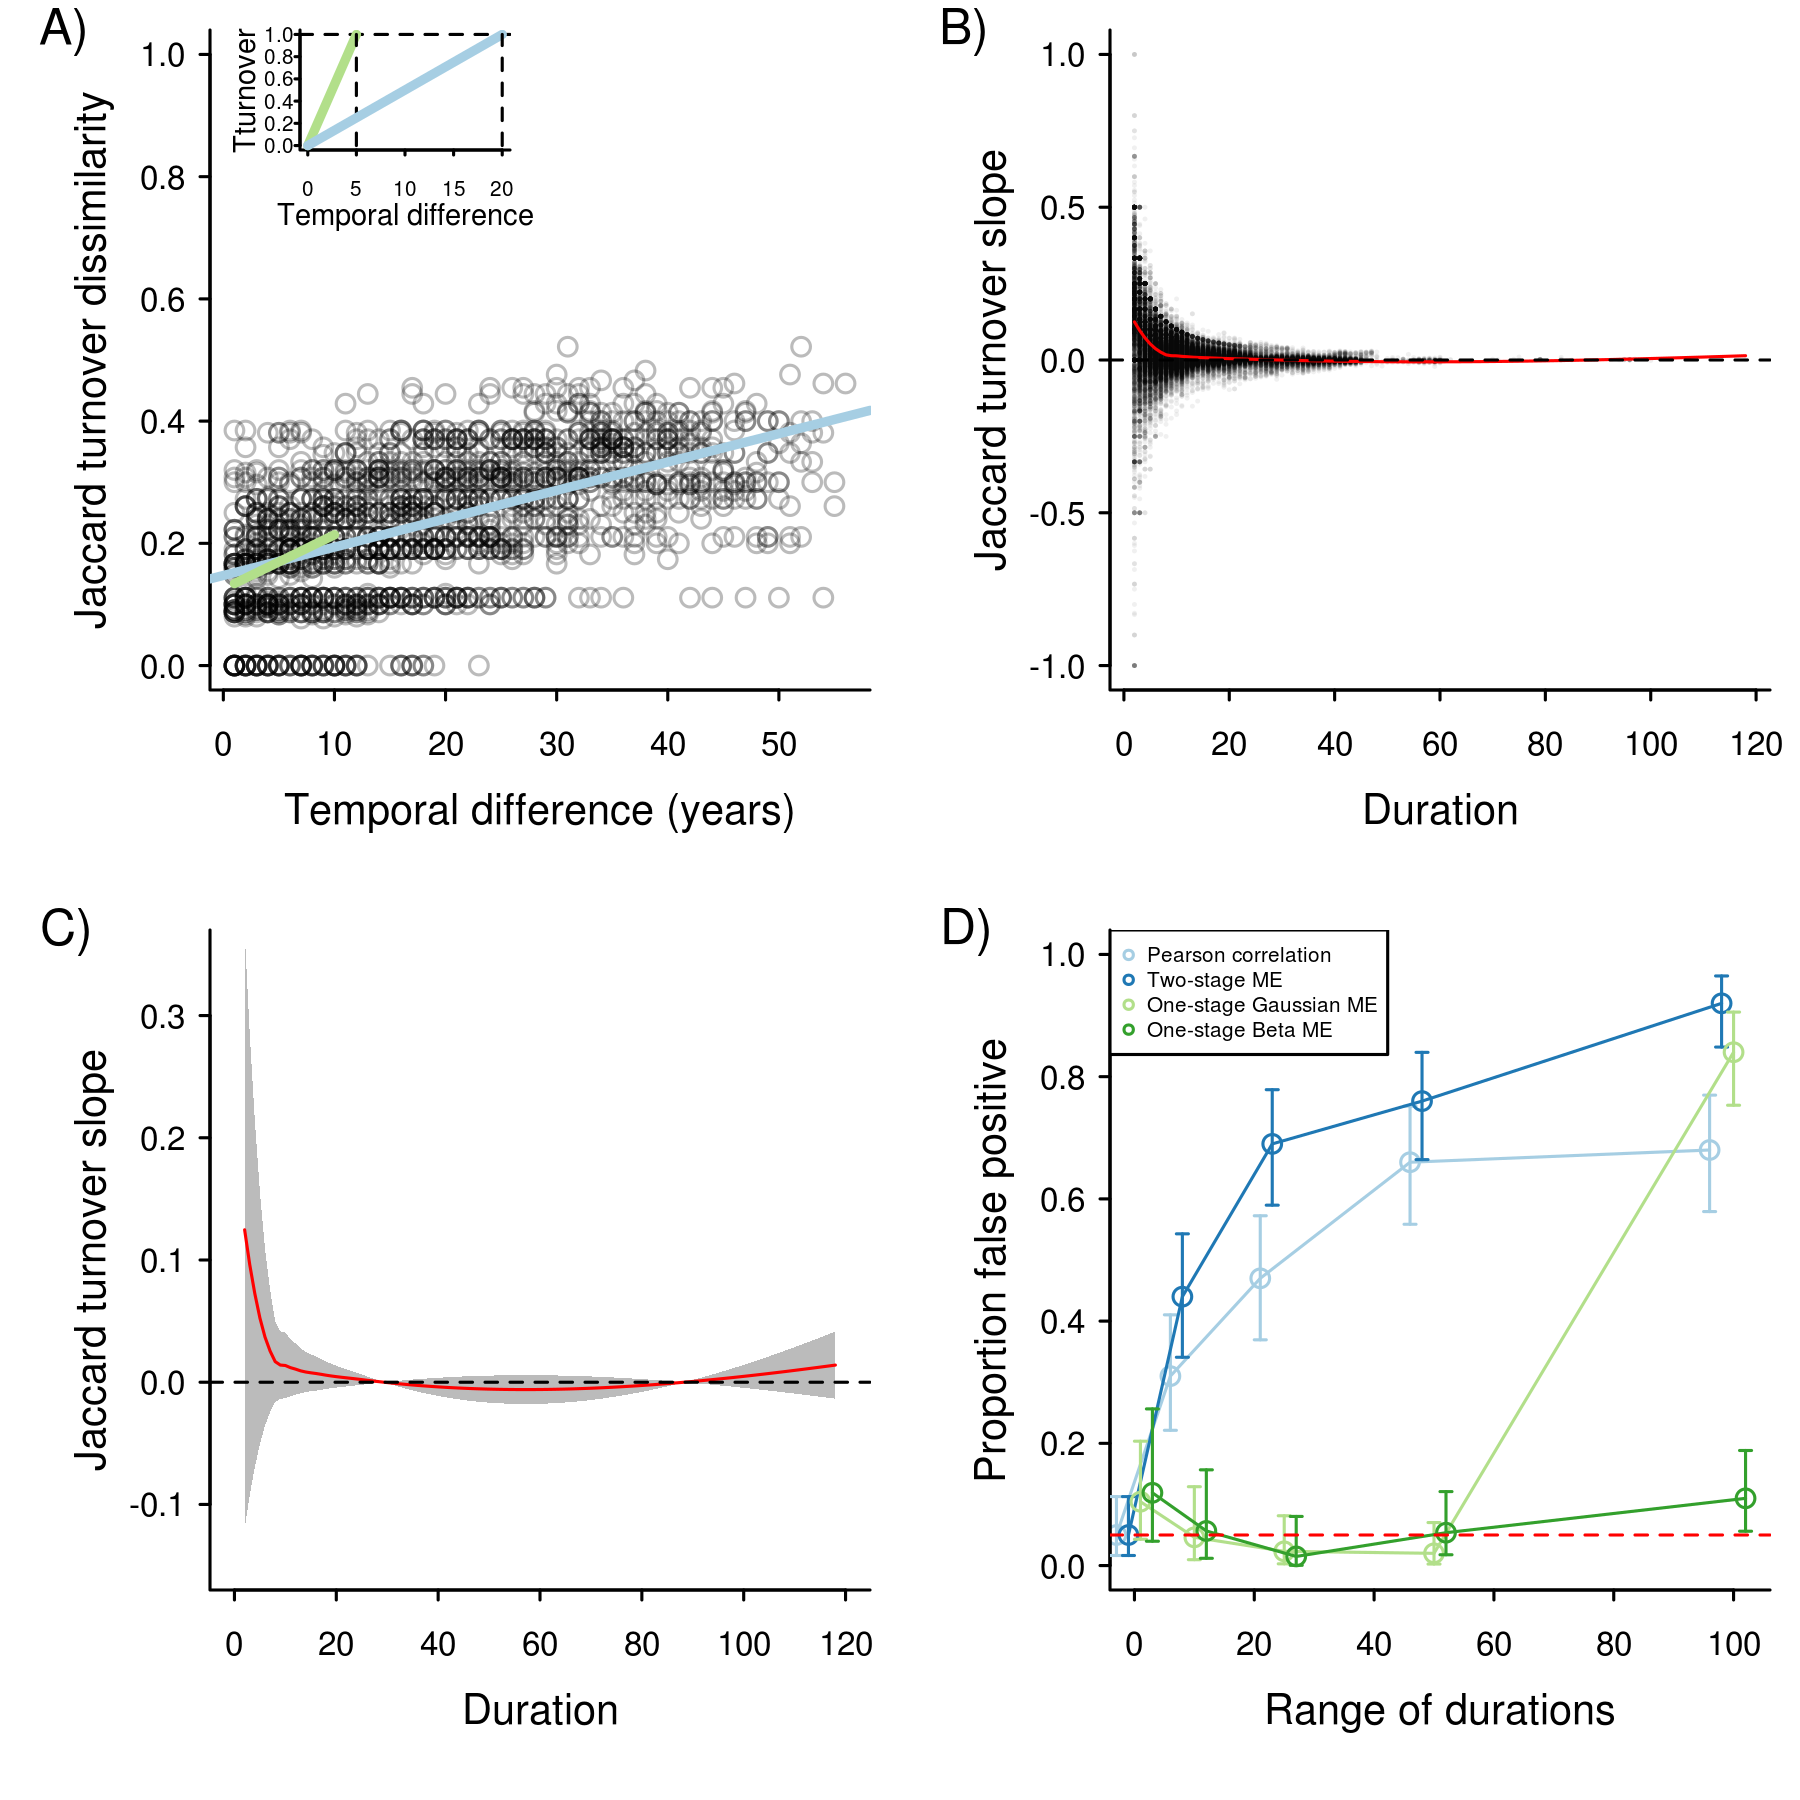 A)
Jaccard turnover dissimilarity
1.0
0.8
0.6
0.4
0.2
0.0
0 10 20 30 40 50
Temporal difference (years)
Tturnover
1.0
0.8
0.6
0.4
0.2
0.0
0 5 10 15 20
Temporal difference
B)
Jaccard turnover slope
1.0
0.5
0.0
-0.5
-1.0
0 20 40 60 80 100 120
Duration
C)
Jaccard turnover slope
0.3
0.2
0.1
0.0
-0.1
0 20 40 60 80 100 120
Duration
D)
Proportion false positive
1.0
0.8
0.6
0.4
0.2
0.0
Pearson correlation
Two-stage ME
One-stage Gaussian ME
One-stage Beta ME
0 20 40 60 80 100
Range of durations